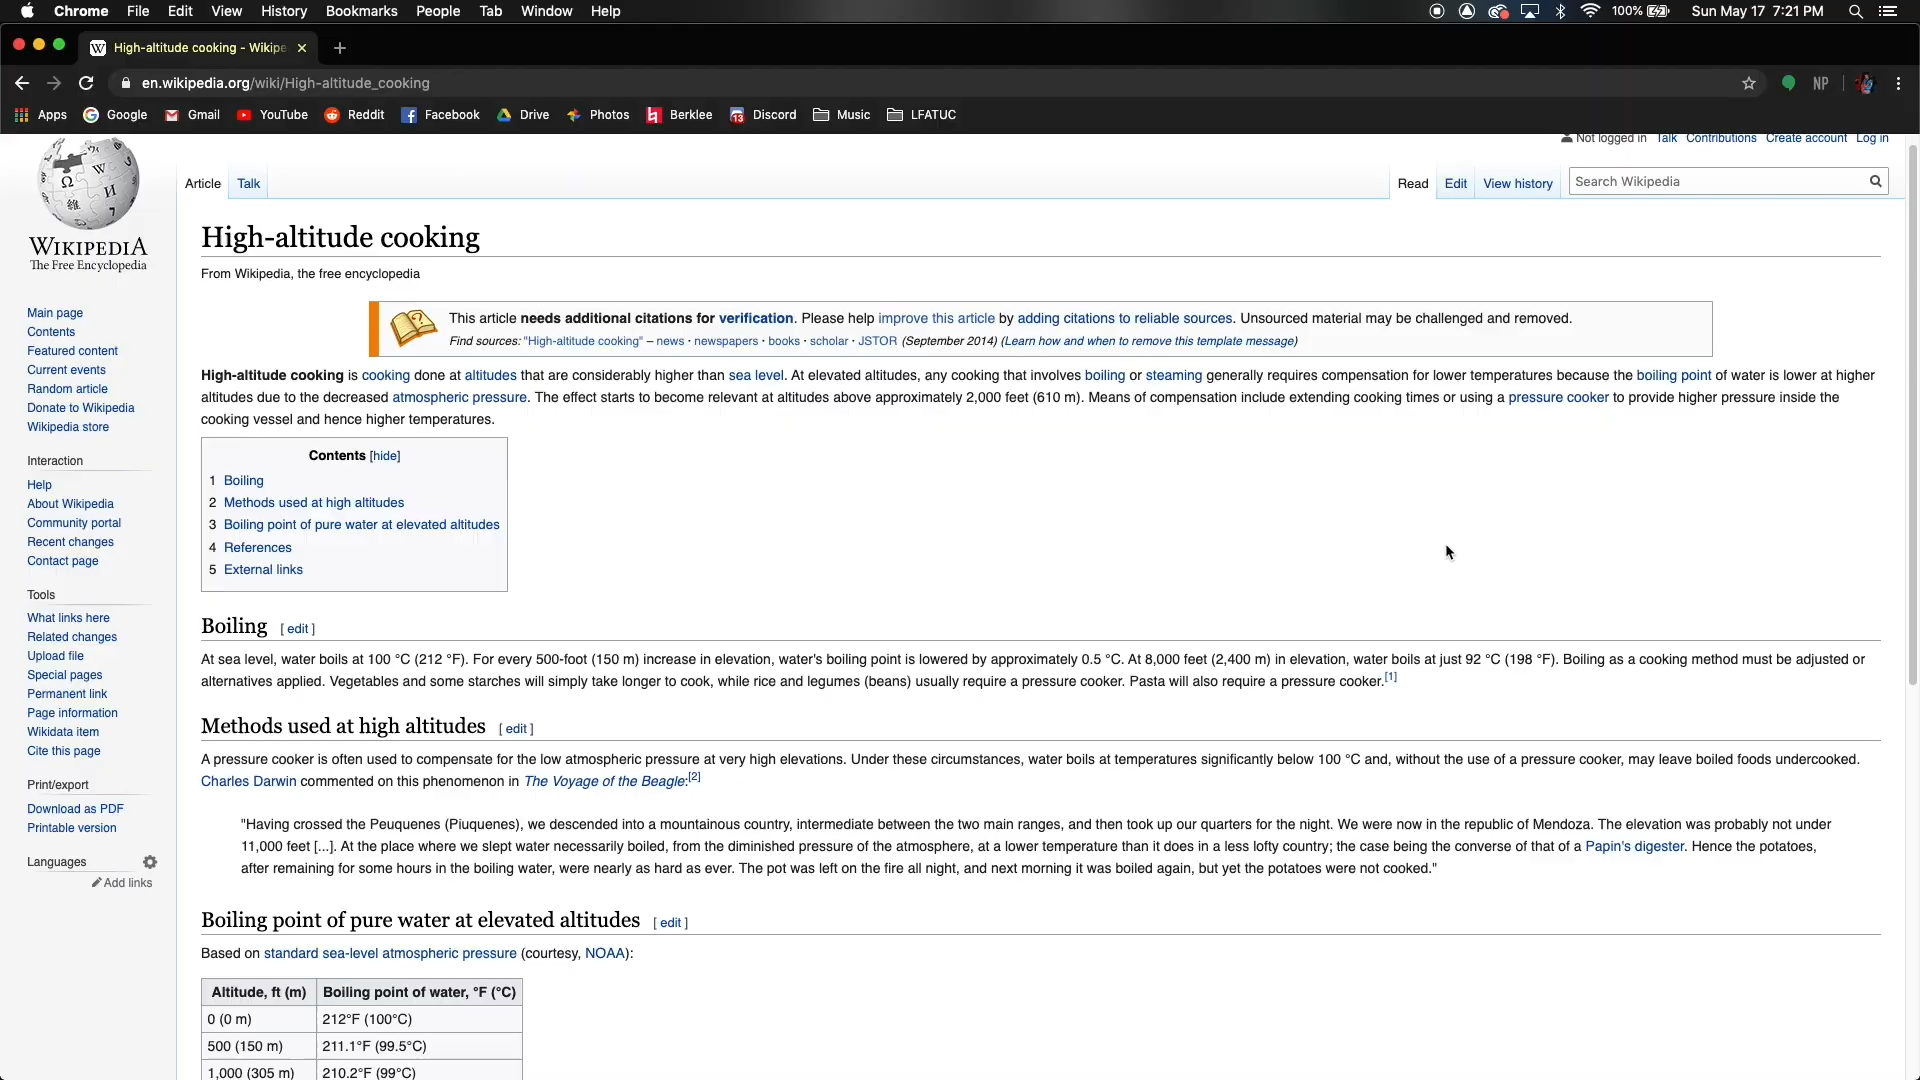 Chrome File Edit View History Bookmarks People Tab Window Help 100% Sun May 17 7:21 PM
High-altitude cooking - Wikipe
en.wikipedia.org/wiki/High-altitude_cooking NP
Apps Google Gmail YouTube Reddit Facebook Drive Photos Berklee 13 Discord Music LFATUC
Not logged in Talk Contributions Create account Log in
Article Talk Read Edit View history Search Wikipedia
WIKIPEDIA
The Free Encyclopedia
Main page
Contents
Featured content
Current events
Random article
Donate to Wikipedia
Wikipedia store
Interaction
Help
About Wikipedia
Community portal
Recent changes
Contact page
Tools
What links here
Related changes
Upload file
Special pages
Permanent link
Page information
Wikidata item
Cite this page
Print/export
Download as PDF
Printable version
Languages
Add links
High-altitude cooking
From Wikipedia, the free encyclopedia
This article needs additional citations for verification. Please help improve this article by adding citations to reliable sources. Unsourced material may be challenged and removed.
Find sources: "High-altitude cooking" – news · newspapers · books · scholar · JSTOR (September 2014) (Learn how and when to remove this template message)
High-altitude cooking is cooking done at altitudes that are considerably higher than sea level. At elevated altitudes, any cooking that involves boiling or steaming generally requires compensation for lower temperatures because the boiling point of water is lower at higher
altitudes due to the decreased atmospheric pressure. The effect starts to become relevant at altitudes above approximately 2,000 feet (610 m). Means of compensation include extending cooking times or using a pressure cooker to provide higher pressure inside the
cooking vessel and hence higher temperatures.
Contents [hide]
1 Boiling
2 Methods used at high altitudes
3 Boiling point of pure water at elevated altitudes
4 References
5 External links
Boiling [ edit ]
At sea level, water boils at 100 °C (212 °F). For every 500-foot (150 m) increase in elevation, water's boiling point is lowered by approximately 0.5 °C. At 8,000 feet (2,400 m) in elevation, water boils at just 92 °C (198 °F). Boiling as a cooking method must be adjusted or
alternatives applied. Vegetables and some starches will simply take longer to cook, while rice and legumes (beans) usually require a pressure cooker. Pasta will also require a pressure cooker.[1]
Methods used at high altitudes [ edit ]
A pressure cooker is often used to compensate for the low atmospheric pressure at very high elevations. Under these circumstances, water boils at temperatures significantly below 100 °C and, without the use of a pressure cooker, may leave boiled foods undercooked.
Charles Darwin commented on this phenomenon in The Voyage of the Beagle:[2]
"Having crossed the Peuquenes (Piuquenes), we descended into a mountainous country, intermediate between the two main ranges, and then took up our quarters for the night. We were now in the republic of Mendoza. The elevation was probably not under
11,000 feet [...]. At the place where we slept water necessarily boiled, from the diminished pressure of the atmosphere, at a lower temperature than it does in a less lofty country; the case being the converse of that of a Papin's digester. Hence the potatoes,
after remaining for some hours in the boiling water, were nearly as hard as ever. The pot was left on the fire all night, and next morning it was boiled again, but yet the potatoes were not cooked."
Boiling point of pure water at elevated altitudes [ edit ]
Based on standard sea-level atmospheric pressure (courtesy, NOAA):
Altitude, ft (m) Boiling point of water, °F (°C)
0 (0 m) 212°F (100°C)
500 (150 m) 211.1°F (99.5°C)
1,000 (305 m) 210.2°F (99°C)